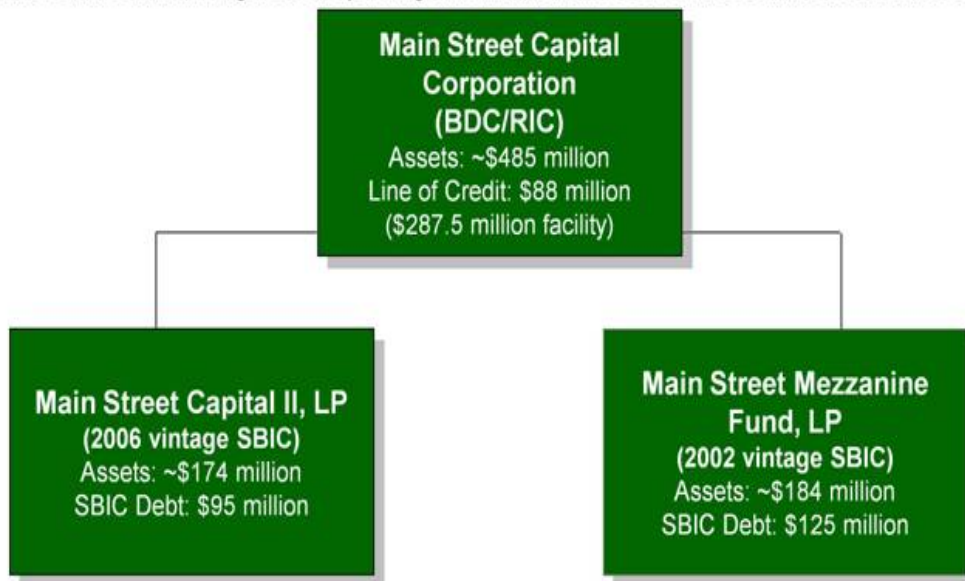 Main Street Capital
Corporation
(BDC/RIC)
Assets: ~$485 million
Line of Credit: $88 million
($287.5 million facility)
Main Street Capital II, LP
(2006 vintage SBIC)
Assets: ~$174 million
SBIC Debt: $95 million
Main Street Mezzanine
Fund, LP
(2002 vintage SBIC)
Assets: ~$184 million
SBIC Debt: $125 million